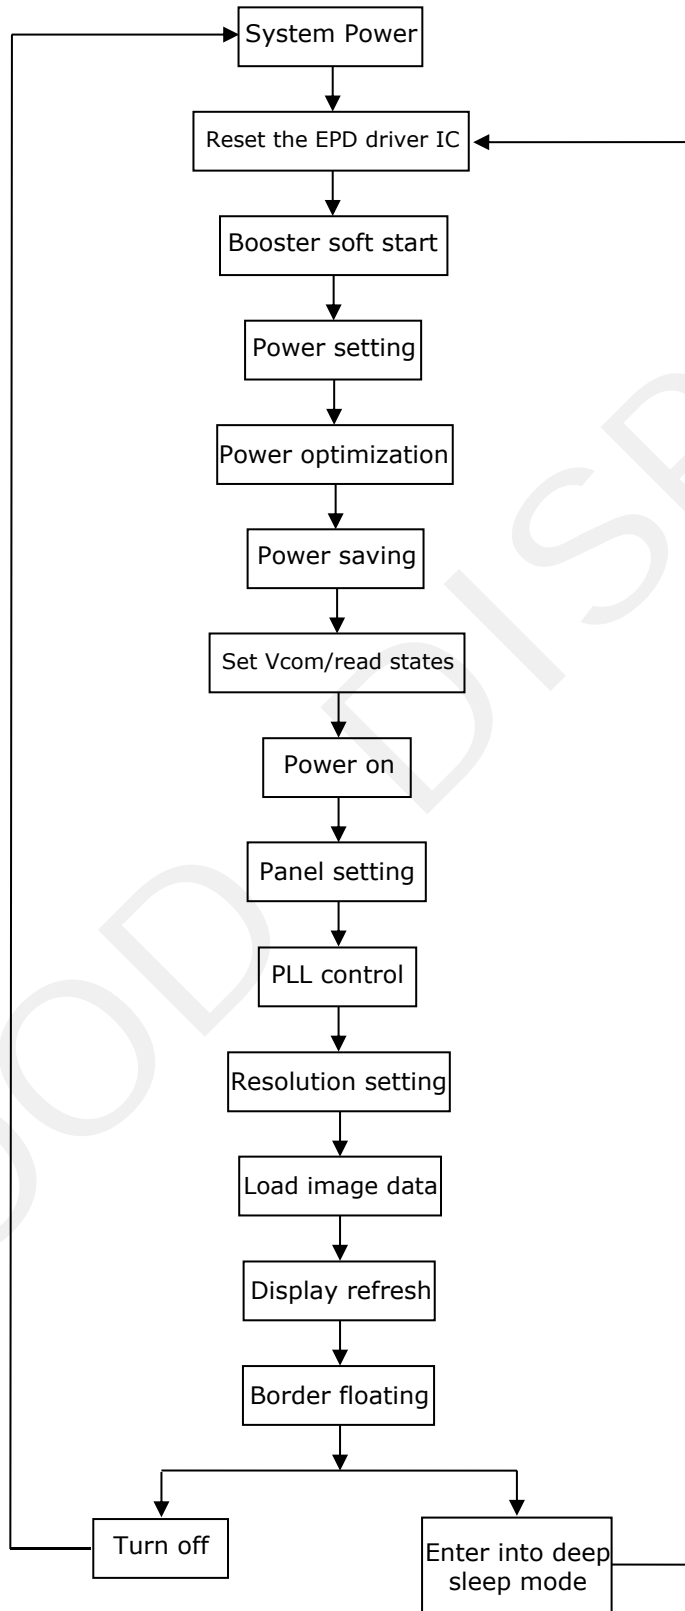 System Power
Reset the EPD driver IC
Booster soft start
Power setting
Power optimization
Power saving
Set Vcom/read states
Power on
Panel setting
PLL control
Resolution setting
Load image data
Display refresh
Border floating
Turn off
Enter into deep
sleep mode